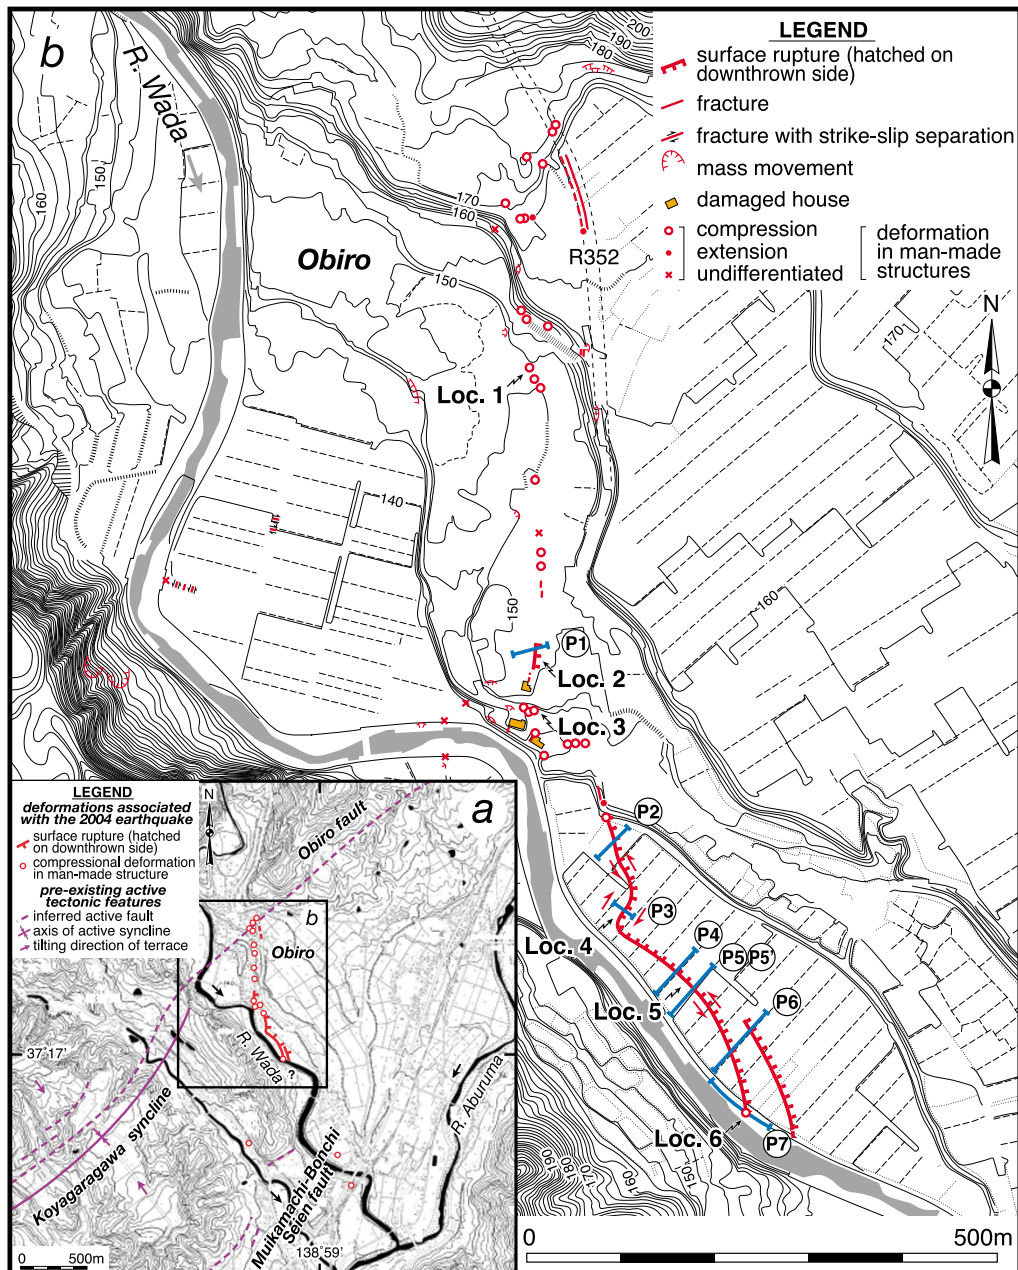 b
R. Wada
Obiro
LEGEND
surface rupture (hatched on
downthrown side)
fracture
fracture with strike-slip separation
mass movement
damaged house
compression
extension
undifferentiated
deformation
in man-made
structures
N
200
190
180
170
160
150
160
150
150
R352
170
Loc. 1
140
160
150
P1
Loc. 2
Loc. 3
P2
P3
Loc. 4
P4
P5
P5'
Loc. 5
P6
Loc. 6
P7
190
180
170
160
150
0
500m
a
LEGEND
deformations associated
with the 2004 earthquake
surface rupture (hatched
on downthrown side)
compressional deformation
in man-made structure
pre-existing active
tectonic features
inferred active fault
axis of active syncline
tilting direction of terrace
N
Obiro fault
b
Obiro
R. Wada
?
37°17'
R. Aburuma
Koyagaragawa syncline
Muikamachi-Bonchi
Seien fault
138°59'
0
500m